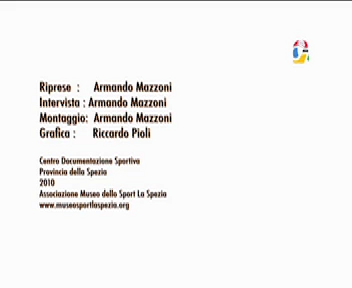 Riprese : Armando Mazzoni
Intervista : Armando Mazzoni
Montaggio: Armando Mazzoni
Grafica : Riccardo Pioli
Centro Documentazione Sportiva
Provincia della Spezia
2010
Associazione Museo dello Sport La Spezia
www.museosportlaspezia.org